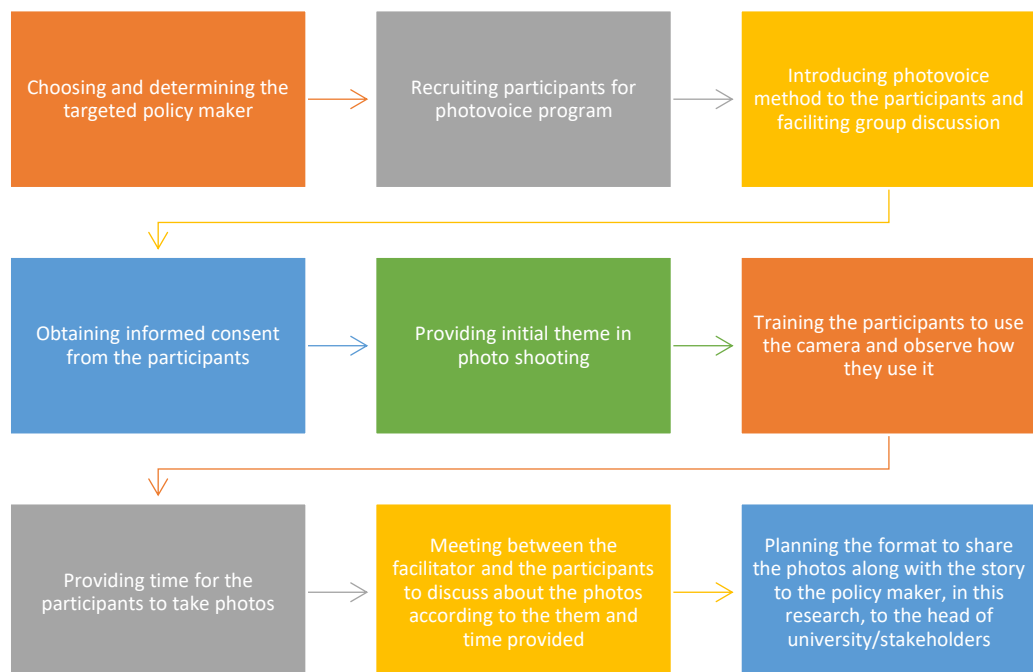 Choosing and determining the
targeted policy maker
Recruiting participants for
photovoice program
Introducing photovoice
method to the participants and
faciliting group discussion
Obtaining informed consent
from the participants
Providing initial theme in
photo shooting
Training the participants to use
the camera and observe how
they use it
Providing time for the
participants to take photos
Meeting between the
facilitator and the participants
to discuss about the photos
according to the them and
time provided
Planning the format to share
the photos along with the story
to the policy maker, in this
research, to the head of
university/stakeholders